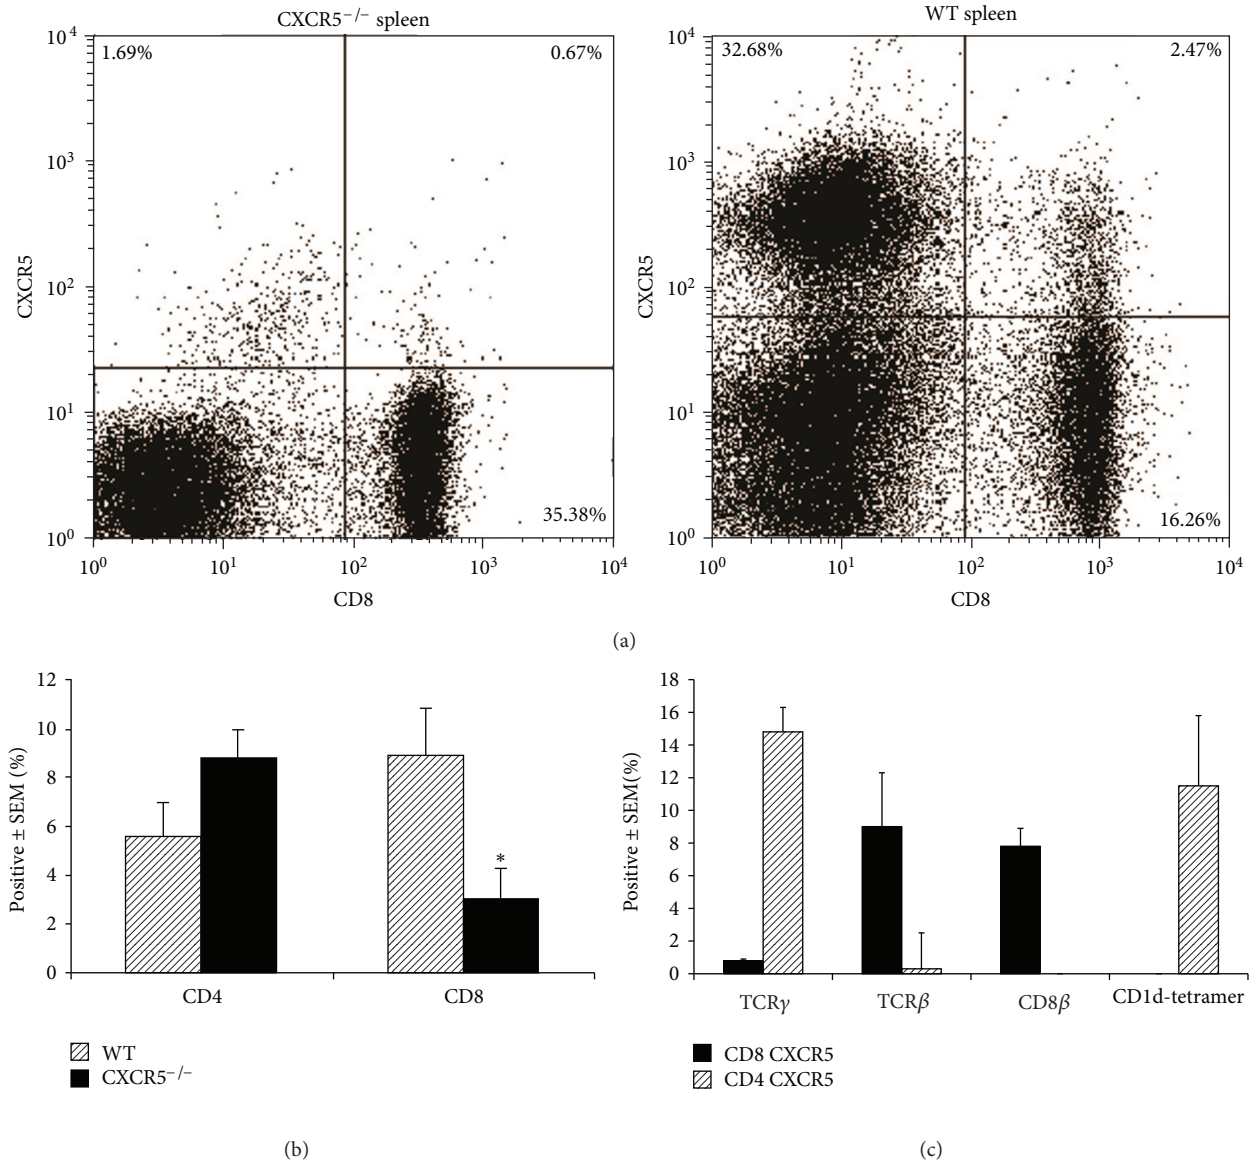 CXCR5⁻/⁻ spleen
10⁴
10³
10²
10¹
10⁰
CXCR5
1.69%
0.67%
35.38%
10⁰ 10¹ 10² 10³ 10⁴
CD8
WT spleen
10⁴
10³
10²
10¹
10⁰
CXCR5
32.68%
2.47%
16.26%
10⁰ 10¹ 10² 10³ 10⁴
CD8
(a)
12
10
8
6
4
2
0
Positive ± SEM (%)
*
CD4 CD8
WT
CXCR5⁻/⁻
(b)
18
16
14
12
10
8
6
4
2
0
Positive ± SEM(%)
TCRγ TCRβ CD8β CD1d-tetramer
CD8 CXCR5
CD4 CXCR5
(c)